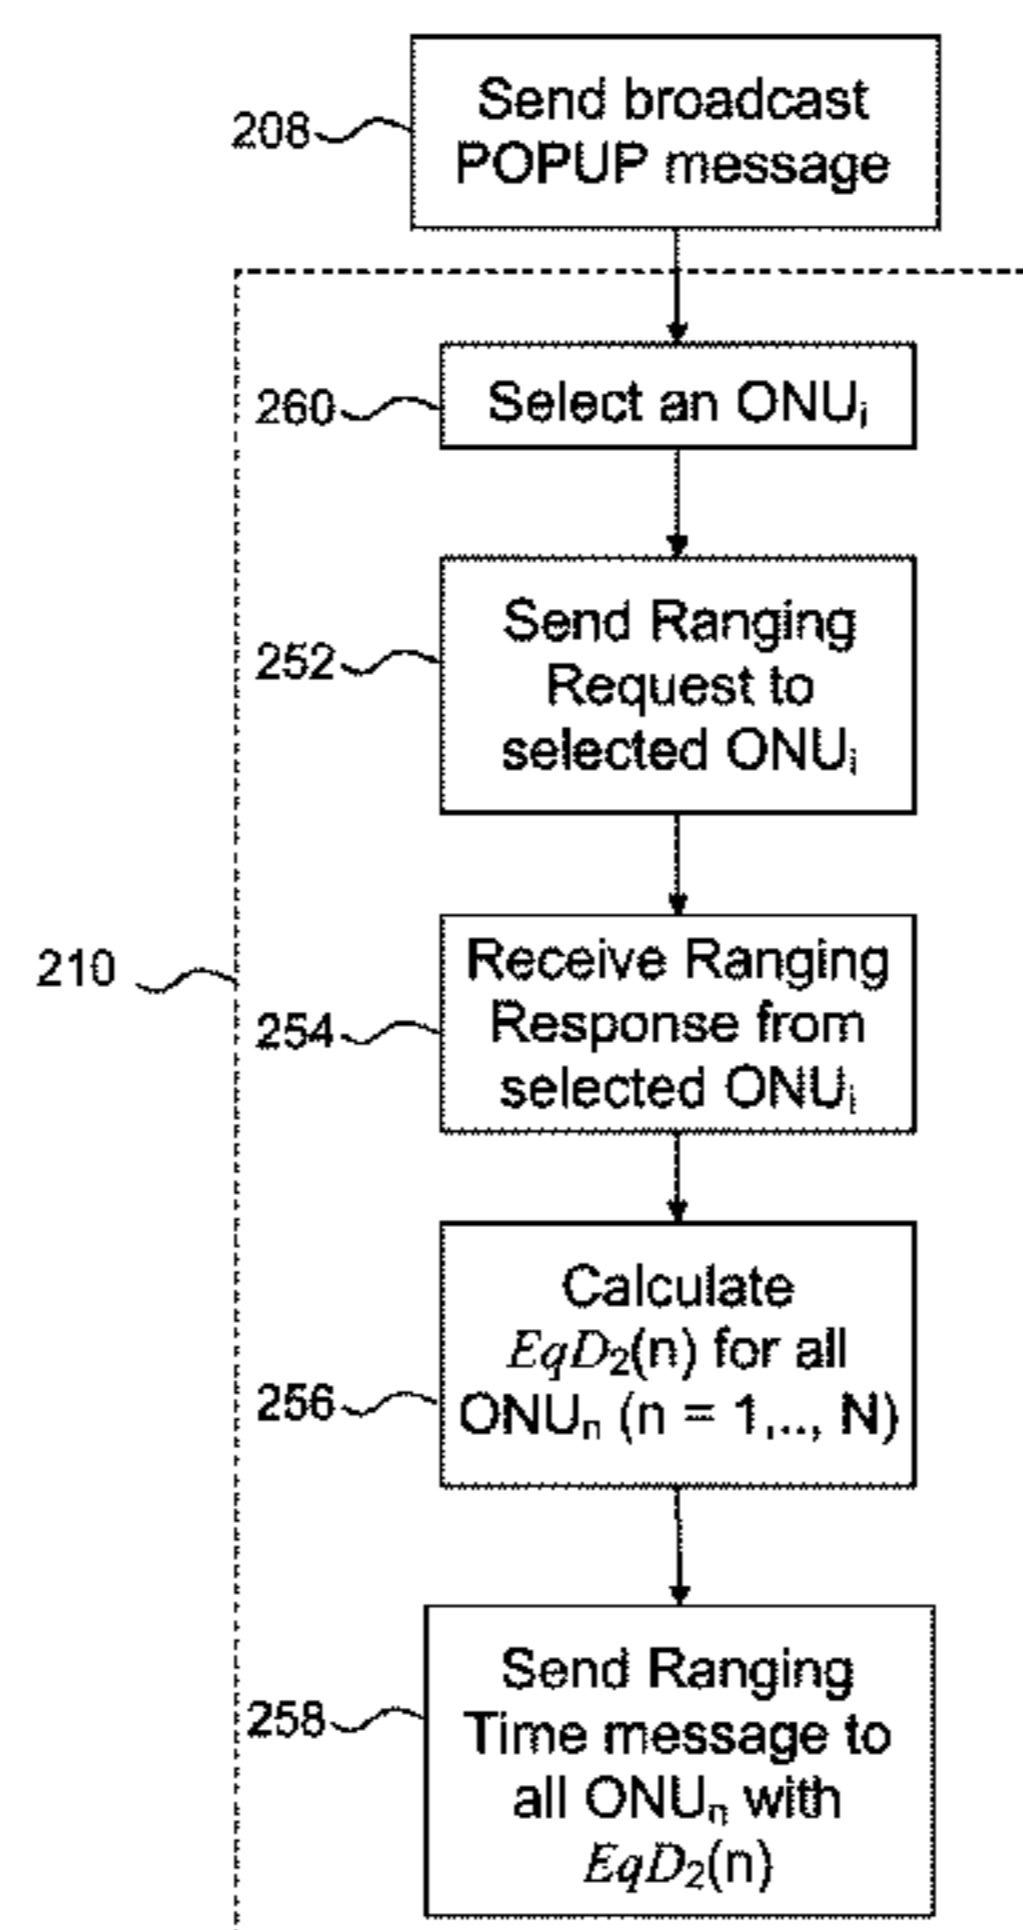 208
Send broadcast
POPUP message
260
Select an ONUi
252
Send Ranging
Request to
selected ONUi
210
254
Receive Ranging
Response from
selected ONUi
256
Calculate
EqD2(n) for all
ONUn (n = 1,.., N)
258
Send Ranging
Time message to
all ONUn with
EqD2(n)